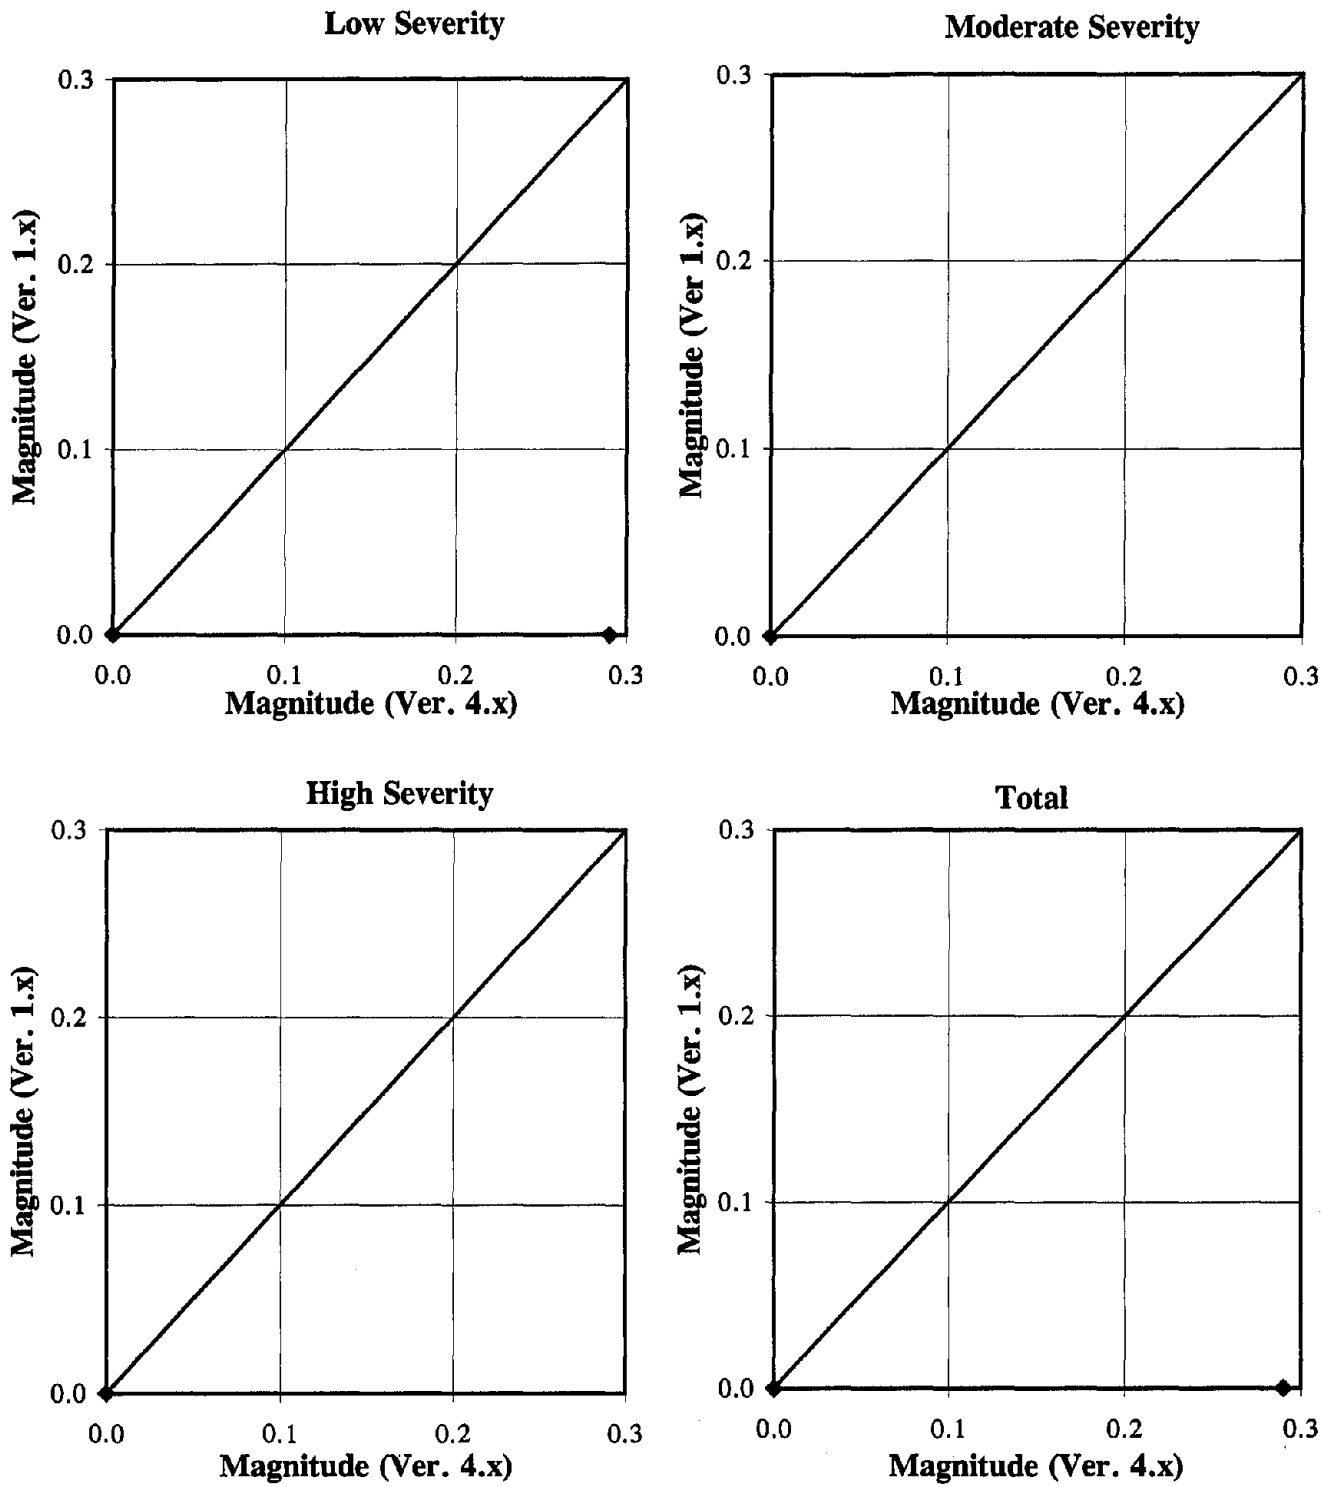 Low Severity
0.3
0.2
0.1
0.0
0.0 0.1 0.2 0.3
Magnitude (Ver. 1.x)
Magnitude (Ver. 4.x)
Moderate Severity
0.3
0.2
0.1
0.0
0.0 0.1 0.2 0.3
Magnitude (Ver 1.x)
Magnitude (Ver. 4.x)
High Severity
0.3
0.2
0.1
0.0
0.0 0.1 0.2 0.3
Magnitude (Ver. 1.x)
Magnitude (Ver. 4.x)
Total
0.3
0.2
0.1
0.0
0.0 0.1 0.2 0.3
Magnitude (Ver. 1.x)
Magnitude (Ver. 4.x)